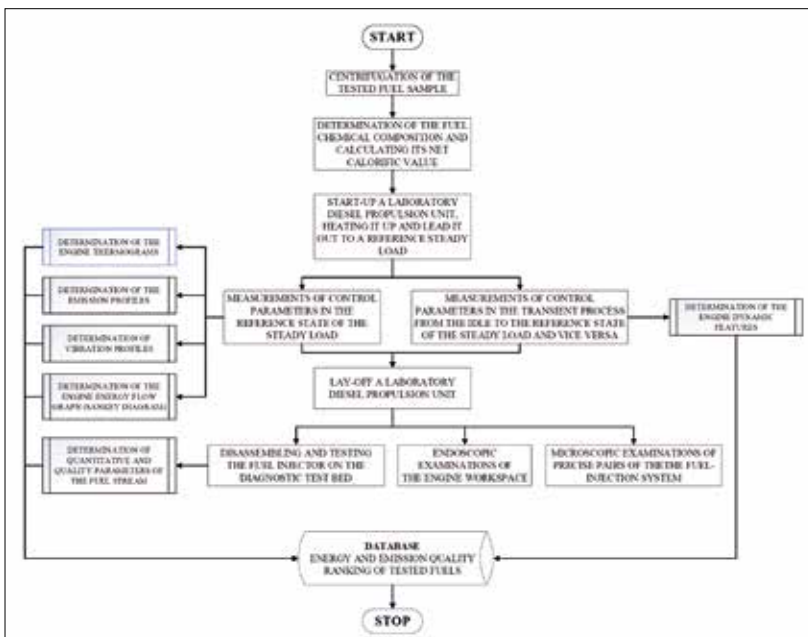 START
CENTRIFUGATION OF THE
TESTED FUEL SAMPLE
DETERMINATION OF THE FUEL
CHEMICAL COMPOSITION AND
CALCULATING ITS NET
CALORIFIC VALUE
START-UP A LABORATORY
DIESEL PROPULSION UNIT,
HEATING IT UP AND LEAD IT
OUT TO A REFERENCE STEADY
LOAD
DETERMINATION OF THE
ENGINE THERMOGRAMS
DETERMINATION OF THE
EMISSION PROFILES
DETERMINATION OF
VIBRATION PROFILES
DETERMINATION OF THE
ENGINE ENERGY FLOW
GRAPH (SANKEY DIAGRAM)
MEASUREMENTS OF CONTROL
PARAMETERS IN
THE REFERENCE STATE OF THE
STEADY LOAD
MEASUREMENTS OF CONTROL
PARAMETERS IN THE TRANSIENT PROCESS
FROM THE IDLE TO THE REFERENCE STATE
OF THE STEADY LOAD AND VICE VERSA
DETERMINATION OF THE
ENGINE DYNAMIC
FEATURES
LAY-OFF A LABORATORY
DIESEL PROPULSION UNIT
DETERMINATION OF
QUANTITATIVE AND
QUALITY PARAMETERS OF
THE FUEL STREAM
DISASSEMBLING AND TESTING
THE FUEL INJECTOR ON THE
DIAGNOSTIC TEST BED
ENDOSCOPIC
EXAMINATIONS OF
THE ENGINE WORKSPACE
MICROSCOPIC EXAMINATIONS OF
PRECISE PAIRS OF THETHE FUEL-
INJECTION SYSTEM
DATABASE
ENERGY AND EMISSION QUALITY
RANKING OF TESTED FUELS
STOP